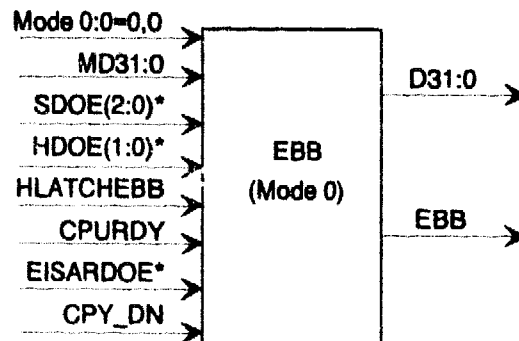 Mode 0:0=0,0
MD31:0
SDOE(2:0)*
HDOE(1:0)*
HLATCHEBB
CPURDY
EISARDOE*
CPY_DN
EBB
(Mode 0)
D31:0
EBB